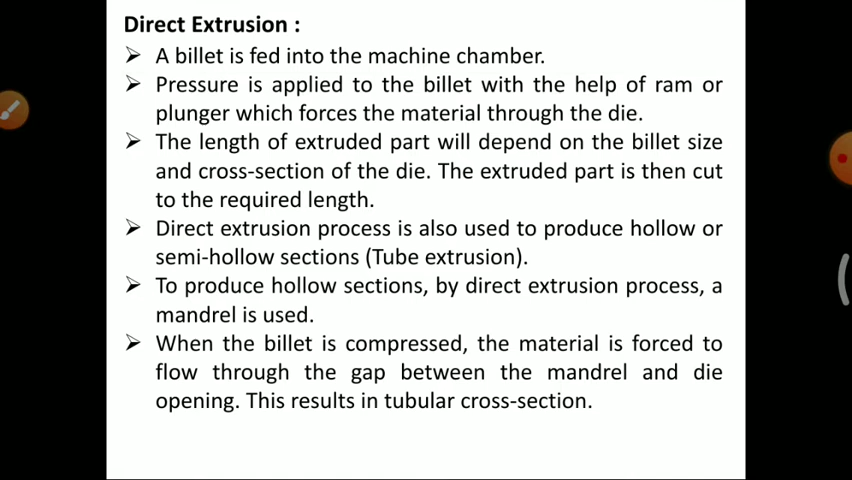 Direct Extrusion :
➢ A billet is fed into the machine chamber.
➢ Pressure is applied to the billet with the help of ram or
plunger which forces the material through the die.
➢ The length of extruded part will depend on the billet size
and cross-section of the die. The extruded part is then cut
to the required length.
➢ Direct extrusion process is also used to produce hollow or
semi-hollow sections (Tube extrusion).
➢ To produce hollow sections, by direct extrusion process, a
mandrel is used.
➢ When the billet is compressed, the material is forced to
flow through the gap between the mandrel and die
opening. This results in tubular cross-section.